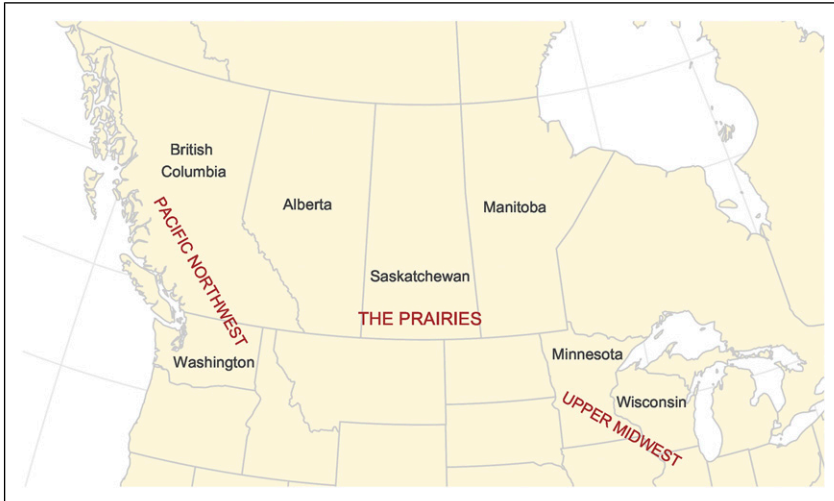 British
Columbia
Alberta
Manitoba
PACIFIC NORTHWEST
Saskatchewan
THE PRAIRIES
Washington
Minnesota
Wisconsin
UPPER MIDWEST